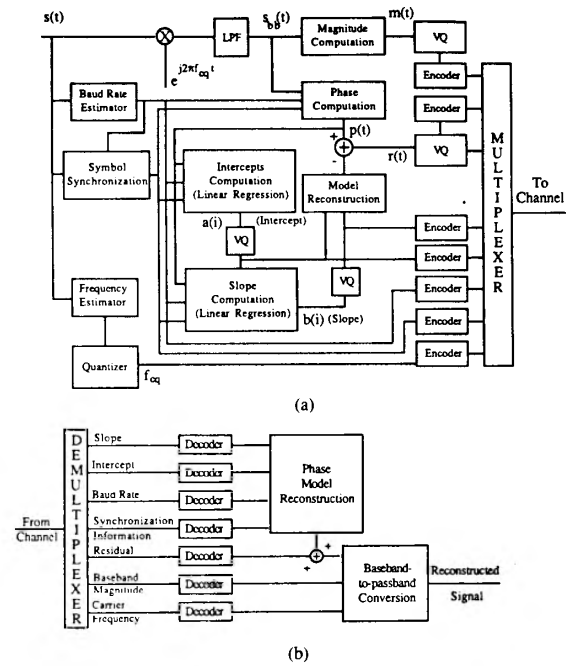 s(t)
LPF
s_bb(t)
Magnitude
Computation
m(t)
VQ
Encoder
e^{j2πf_cq t}
Baud Rate
Estimator
Phase
Computation
Encoder
p(t)
+
-
r(t)
VQ
Symbol
Synchronization
Intercepts
Computation
(Linear Regression)
Model
Reconstruction
a(i)
(Intercept)
VQ
Encoder
Encoder
Slope
Computation
(Linear Regression)
VQ
b(i) (Slope)
Encoder
Encoder
Encoder
Frequency
Estimator
Quantizer
f_cq
MULTIPLEXER
To
Channel
(a)
From
Channel
DEMULTIPLEXER
Slope
Decoder
Intercept
Decoder
Baud Rate
Decoder
Synchronization
Information
Decoder
Residual
Decoder
Baseband
Magnitude
Decoder
Carrier
Frequency
Decoder
Phase
Model
Reconstruction
+
+
Baseband-
to-passband
Conversion
Reconstructed
Signal
(b)